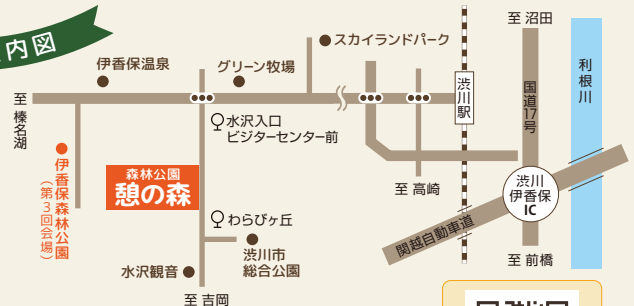 内図
至 沼田
スカイランドパーク
伊香保温泉
グリーン牧場
至 榛名湖
渋川駅
国道17号
利根川
水沢入口
ビジターセンター前
伊香保森林公園
(第3回会場)
森林公園
憩の森
至 高崎
渋川
伊香保
IC
わらびヶ丘
関越自動車道
渋川市
総合公園
水沢観音
至 前橋
至 吉岡